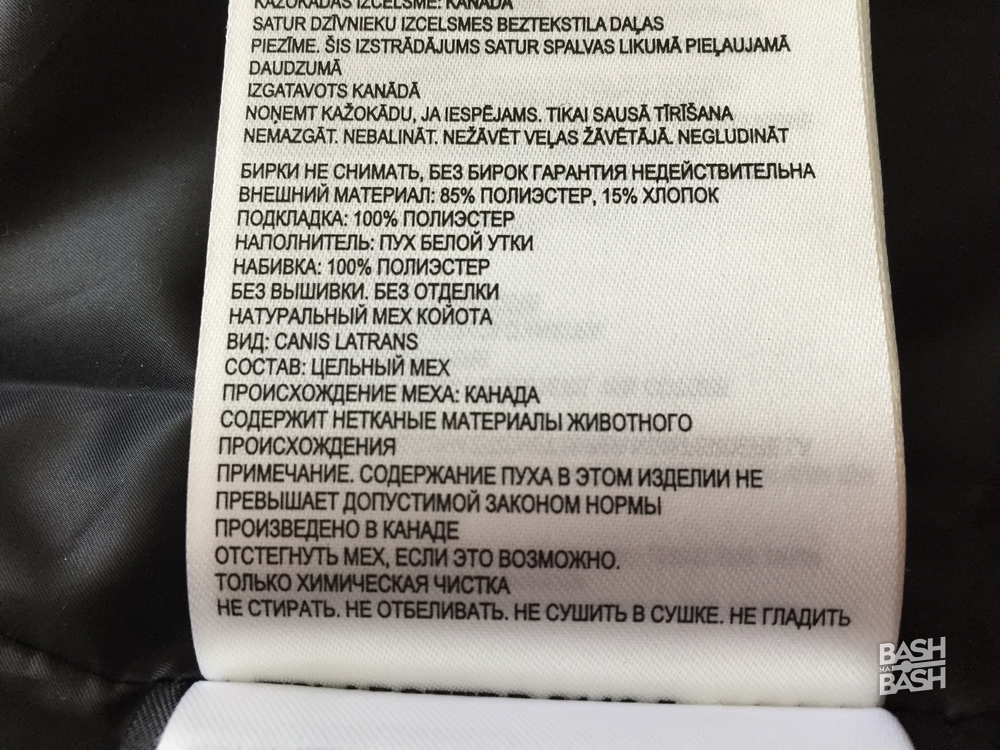 KAŽOKĀDAS IZCELSME: KANĀDA
SATUR DZĪVNIEKU IZCELSMES BEZTEKSTILA DAĻAS
PIEZĪME. ŠIS IZSTRĀDĀJUMS SATUR SPALVAS LIKUMĀ PIEĻAUJAMĀ
DAUDZUMĀ
IZGATAVOTS KANĀDĀ
NOŅEMT KAŽOKĀDU, JA IESPĒJAMS. TIKAI SAUSĀ TĪRĪŠANA
NEMAZGĀT. NEBALINĀT. NEŽĀVĒT VEĻAS ŽĀVĒTĀJĀ. NEGLUDINĀT
БИРКИ НЕ СНИМАТЬ, БЕЗ БИРОК ГАРАНТИЯ НЕДЕЙСТВИТЕЛЬНА
ВНЕШНИЙ МАТЕРИАЛ: 85% ПОЛИЭСТЕР, 15% ХЛОПОК
ПОДКЛАДКА: 100% ПОЛИЭСТЕР
НАПОЛНИТЕЛЬ: ПУХ БЕЛОЙ УТКИ
НАБИВКА: 100% ПОЛИЭСТЕР
БЕЗ ВЫШИВКИ. БЕЗ ОТДЕЛКИ
НАТУРАЛЬНЫЙ МЕХ КОЙОТА
ВИД: CANIS LATRANS
СОСТАВ: ЦЕЛЬНЫЙ МЕХ
ПРОИСХОЖДЕНИЕ МЕХА: КАНАДА
СОДЕРЖИТ НЕТКАНЫЕ МАТЕРИАЛЫ ЖИВОТНОГО
ПРОИСХОЖДЕНИЯ
ПРИМЕЧАНИЕ. СОДЕРЖАНИЕ ПУХА В ЭТОМ ИЗДЕЛИИ НЕ
ПРЕВЫШАЕТ ДОПУСТИМОЙ ЗАКОНОМ НОРМЫ
ПРОИЗВЕДЕНО В КАНАДЕ
ОТСТЕГНУТЬ МЕХ, ЕСЛИ ЭТО ВОЗМОЖНО.
ТОЛЬКО ХИМИЧЕСКАЯ ЧИСТКА
НЕ СТИРАТЬ. НЕ ОТБЕЛИВАТЬ. НЕ СУШИТЬ В СУШКЕ. НЕ ГЛАДИТЬ
BASH
НА
BASH